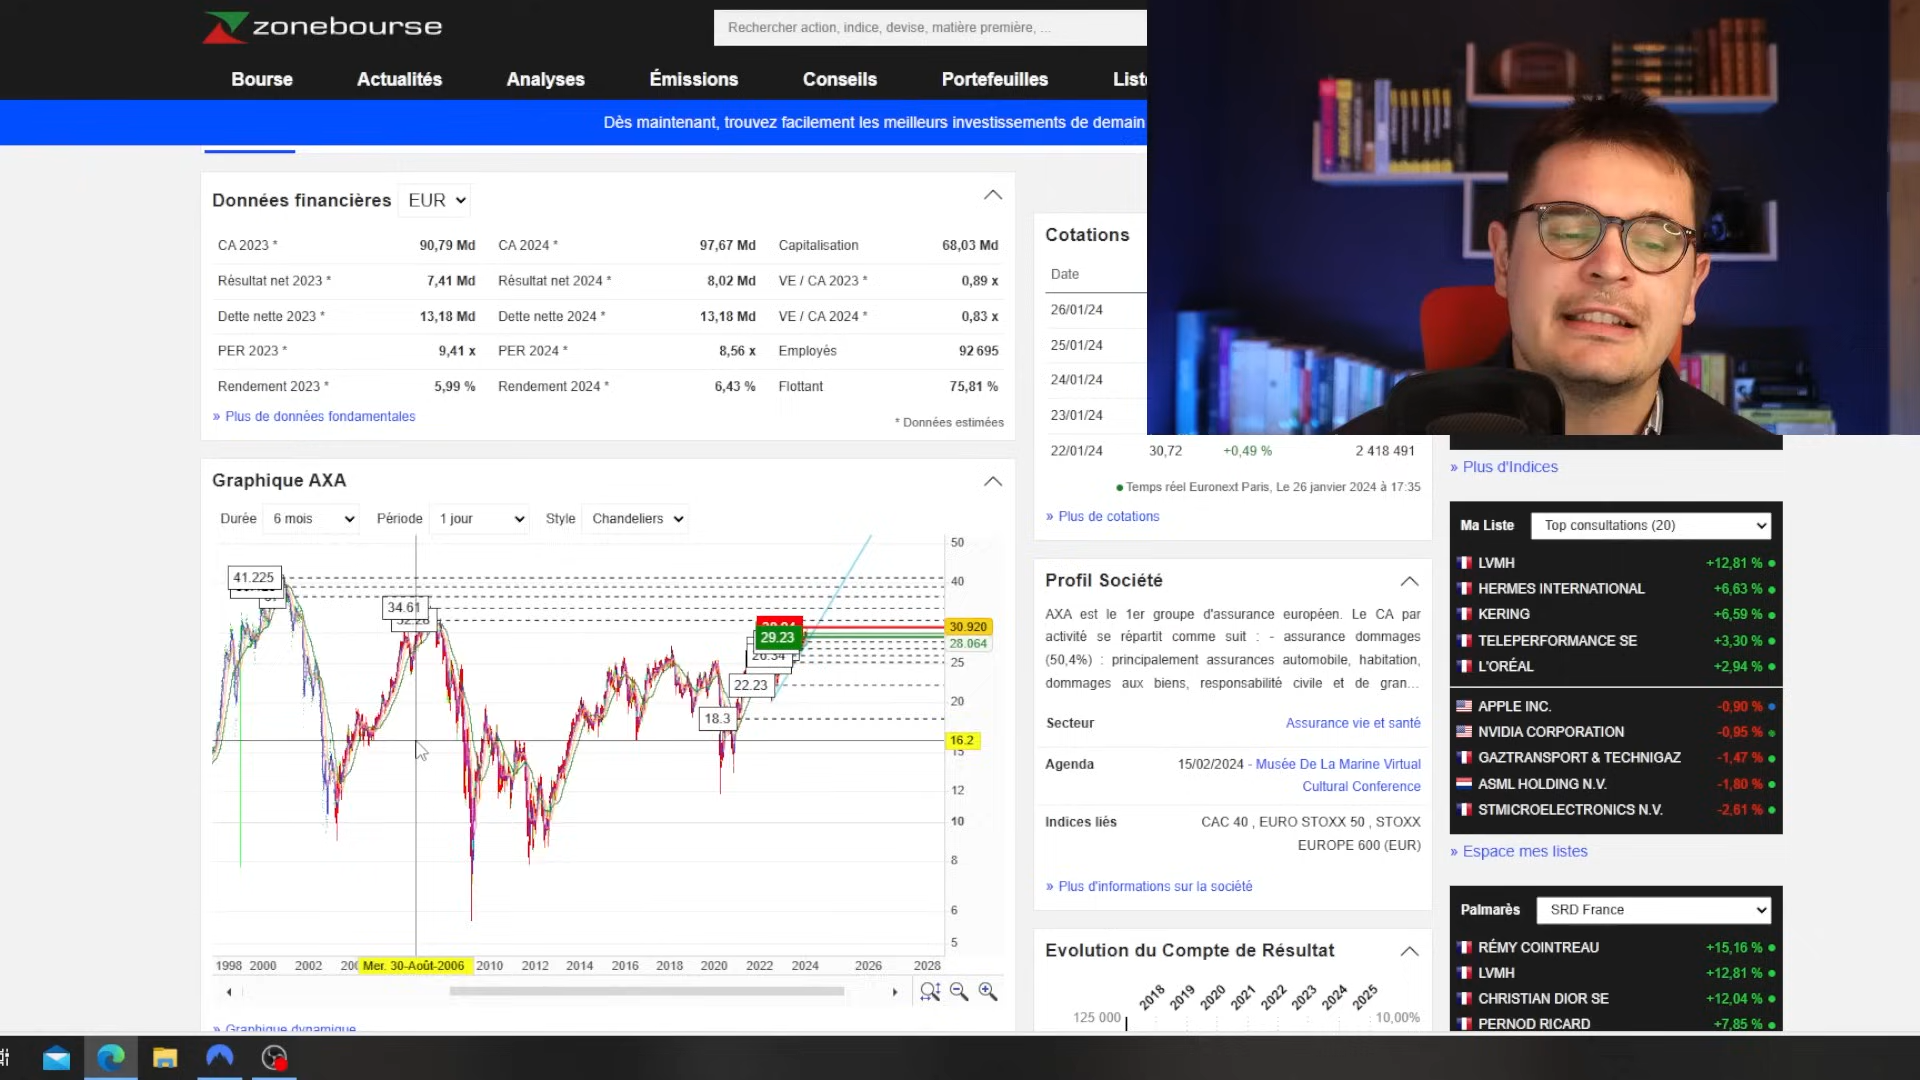 zonebourse
Rechercher action, indice, devise, matière première, ...
Bourse Actualités Analyses Émissions Conseils Portefeuilles List
Dès maintenant, trouvez facilement les meilleurs investissements de demain
Données financières EUR
CA 2023 * 90,79 Md CA 2024 * 97,67 Md Capitalisation 68,03 Md
Résultat net 2023 * 7,41 Md Résultat net 2024 * 8,02 Md VE / CA 2023 * 0,89 x
Dette nette 2023 * 13,18 Md Dette nette 2024 * 13,18 Md VE / CA 2024 * 0,83 x
PER 2023 * 9,41 x PER 2024 * 8,56 x Employés 92 695
Rendement 2023 * 5,99 % Rendement 2024 * 6,43 % Flottant 75,81 %
» Plus de données fondamentales
* Données estimées
Graphique AXA
Durée 6 mois Période 1 jour Style Chandeliers
41.225
34.61
29.23
22.23
18.3
50
40
30.920
28.064
25
20
16.2
15
12
10
8
6
5
1998 2000 2002 Mer. 30-Août-2006 2010 2012 2014 2016 2018 2020 2022 2024 2026 2028
» Graphique dynamique
Cotations
Date
26/01/24
25/01/24
24/01/24
23/01/24
22/01/24 30,72 +0,49 % 2 418 491
Temps réel Euronext Paris, Le 26 janvier 2024 à 17:35
» Plus de cotations
Profil Société
AXA est le 1er groupe d'assurance européen. Le CA par
activité se répartit comme suit : - assurance dommages
(50,4%) : principalement assurances automobile, habitation,
dommages aux biens, responsabilité civile et de gran...
Secteur Assurance vie et santé
Agenda 15/02/2024 - Musée De La Marine Virtual
Cultural Conference
Indices liés CAC 40 , EURO STOXX 50 , STOXX
EUROPE 600 (EUR)
» Plus d'informations sur la société
Evolution du Compte de Résultat
2018 2019 2020 2021 2022 2023 2024 2025
125 000 10,00%
» Plus d'Indices
Ma Liste Top consultations (20)
LVMH +12,81 %
HERMES INTERNATIONAL +6,63 %
KERING +6,59 %
TELEPERFORMANCE SE +3,30 %
L'ORÉAL +2,94 %
APPLE INC. -0,90 %
NVIDIA CORPORATION -0,95 %
GAZTRANSPORT & TECHNIGAZ -1,47 %
ASML HOLDING N.V. -1,80 %
STMICROELECTRONICS N.V. -2,61 %
» Espace mes listes
Palmarès SRD France
RÉMY COINTREAU +15,16 %
LVMH +12,81 %
CHRISTIAN DIOR SE +12,04 %
PERNOD RICARD +7,85 %